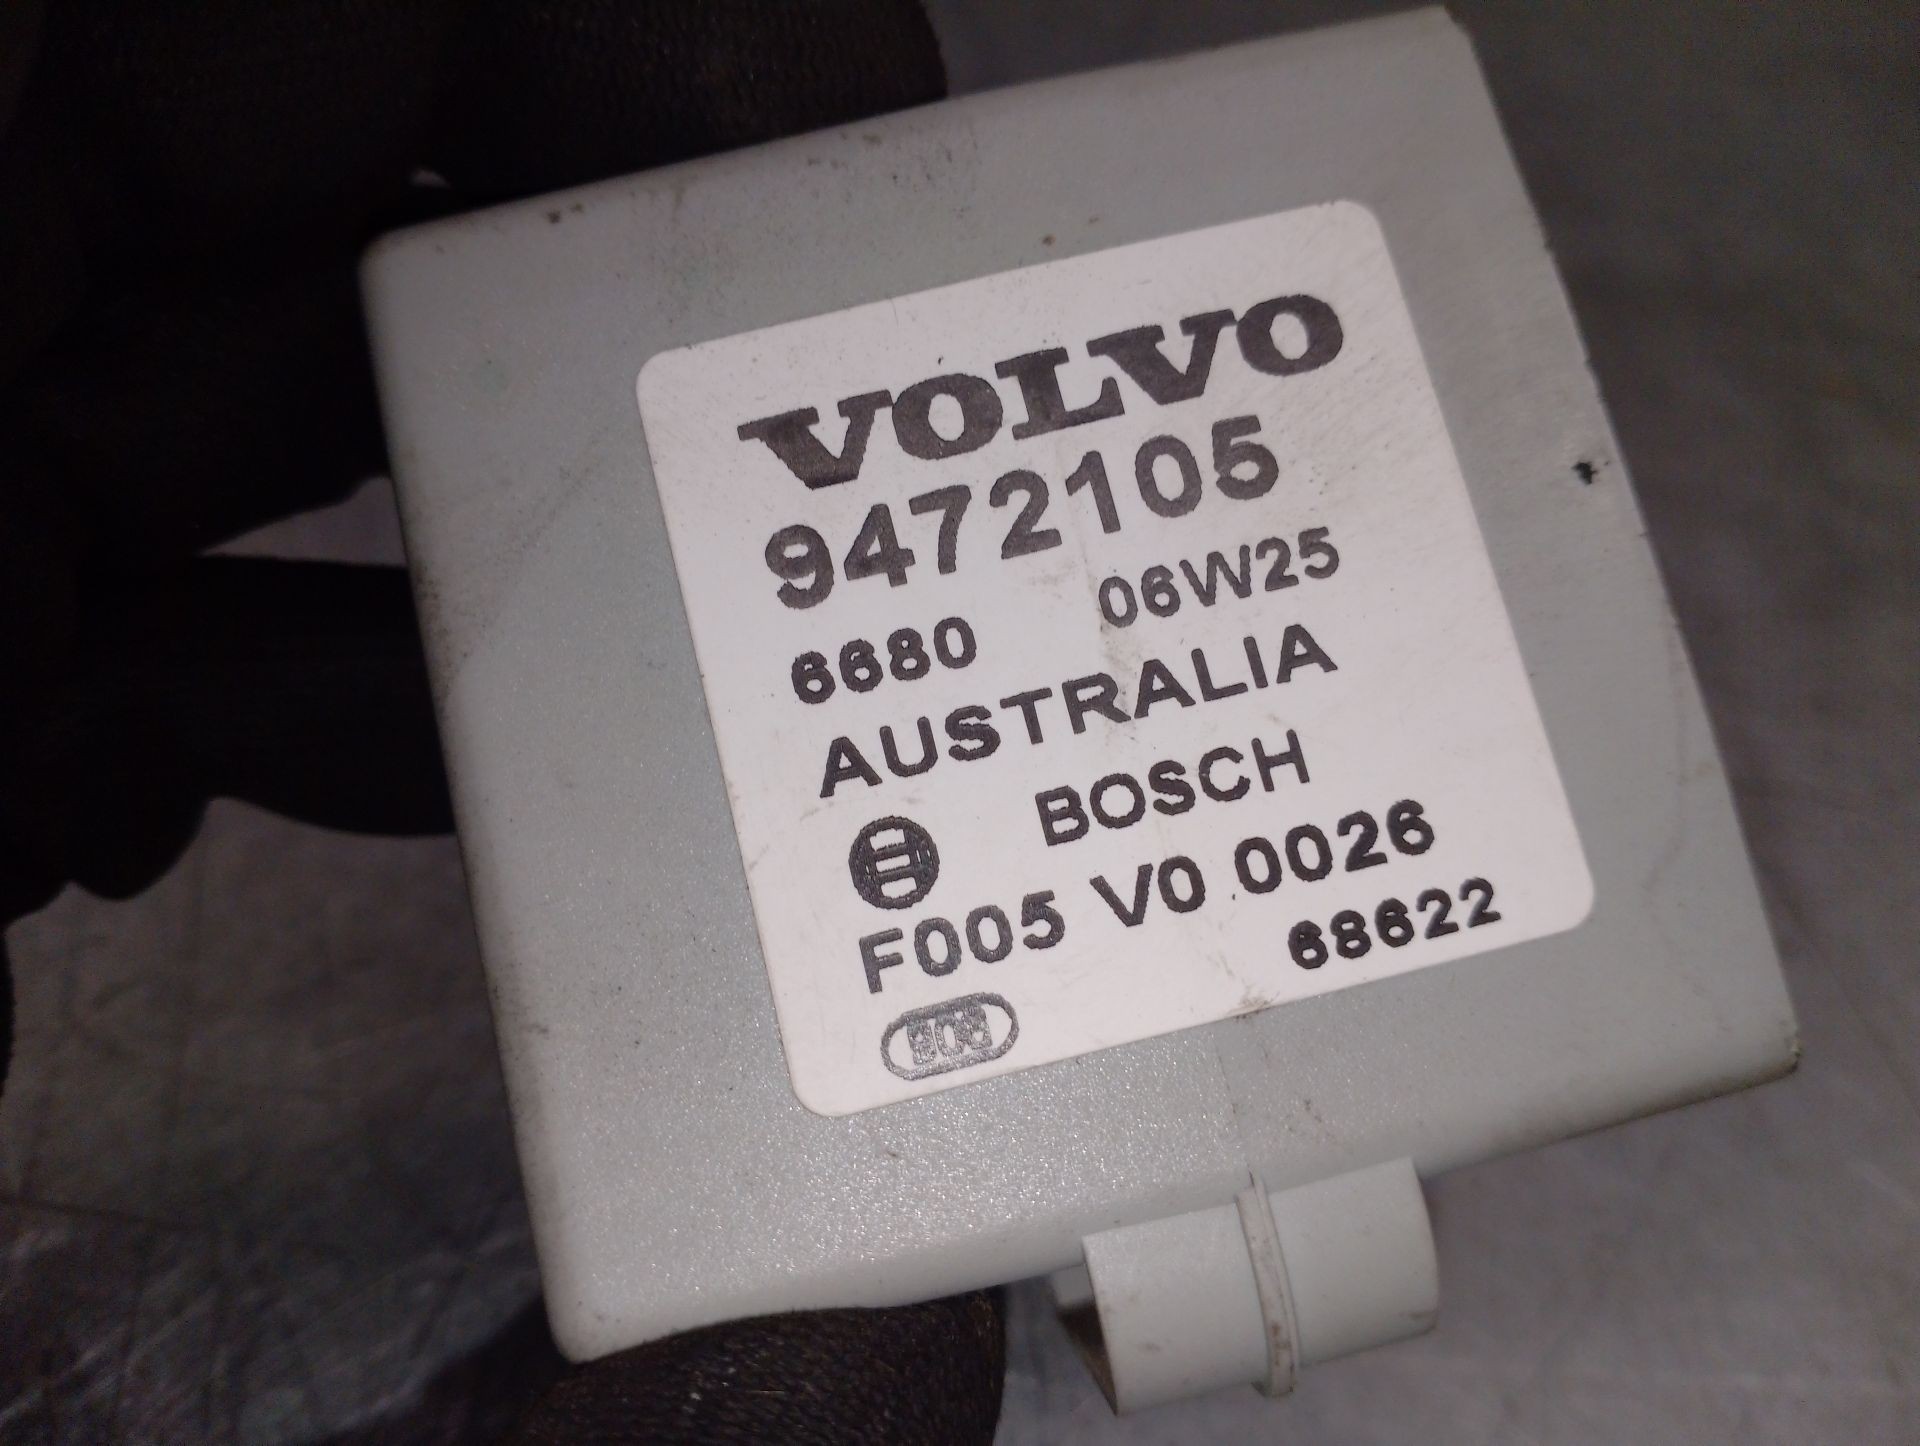 VOLVO
9472105
6680 06W25
AUSTRALIA
BOSCH
F005 V0 0026
68622